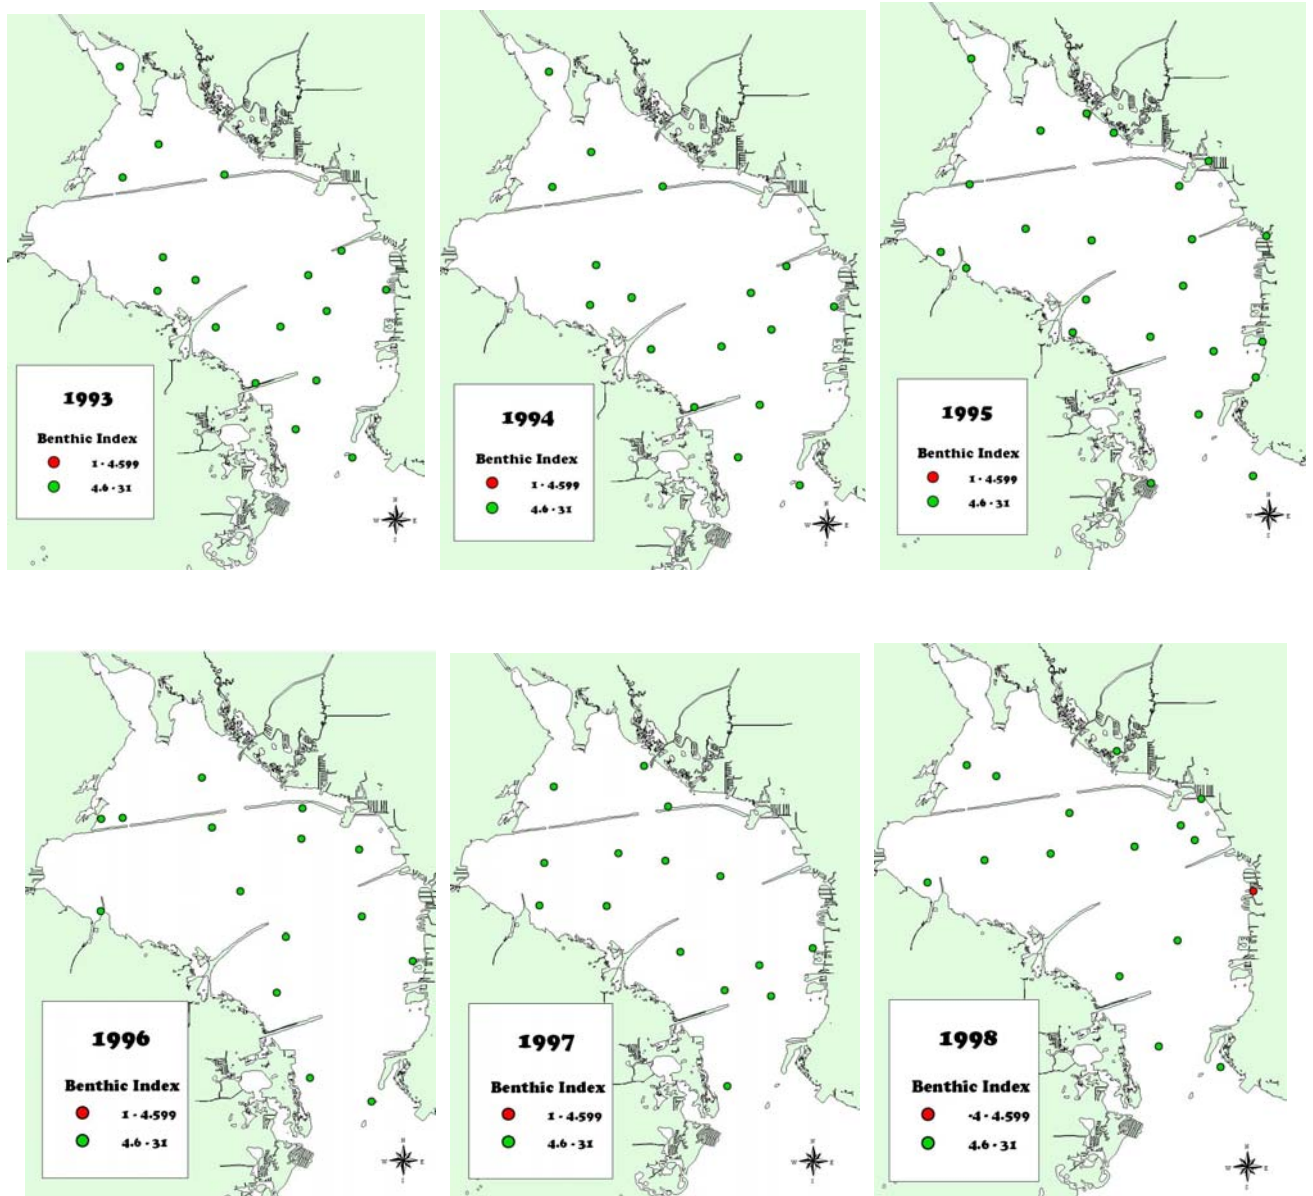 1993
Benthic Index
1 - 4.599
4.6 - 31
N
W E
S
1994
Benthic Index
1 - 4.599
4.6 - 31
N
W E
S
1995
Benthic Index
1 - 4.599
4.6 - 31
N
W E
S
1996
Benthic Index
1 - 4.599
4.6 - 31
N
W E
S
1997
Benthic Index
1 - 4.599
4.6 - 31
N
W E
S
1998
Benthic Index
-4 - 4.599
4.6 - 31
N
W E
S